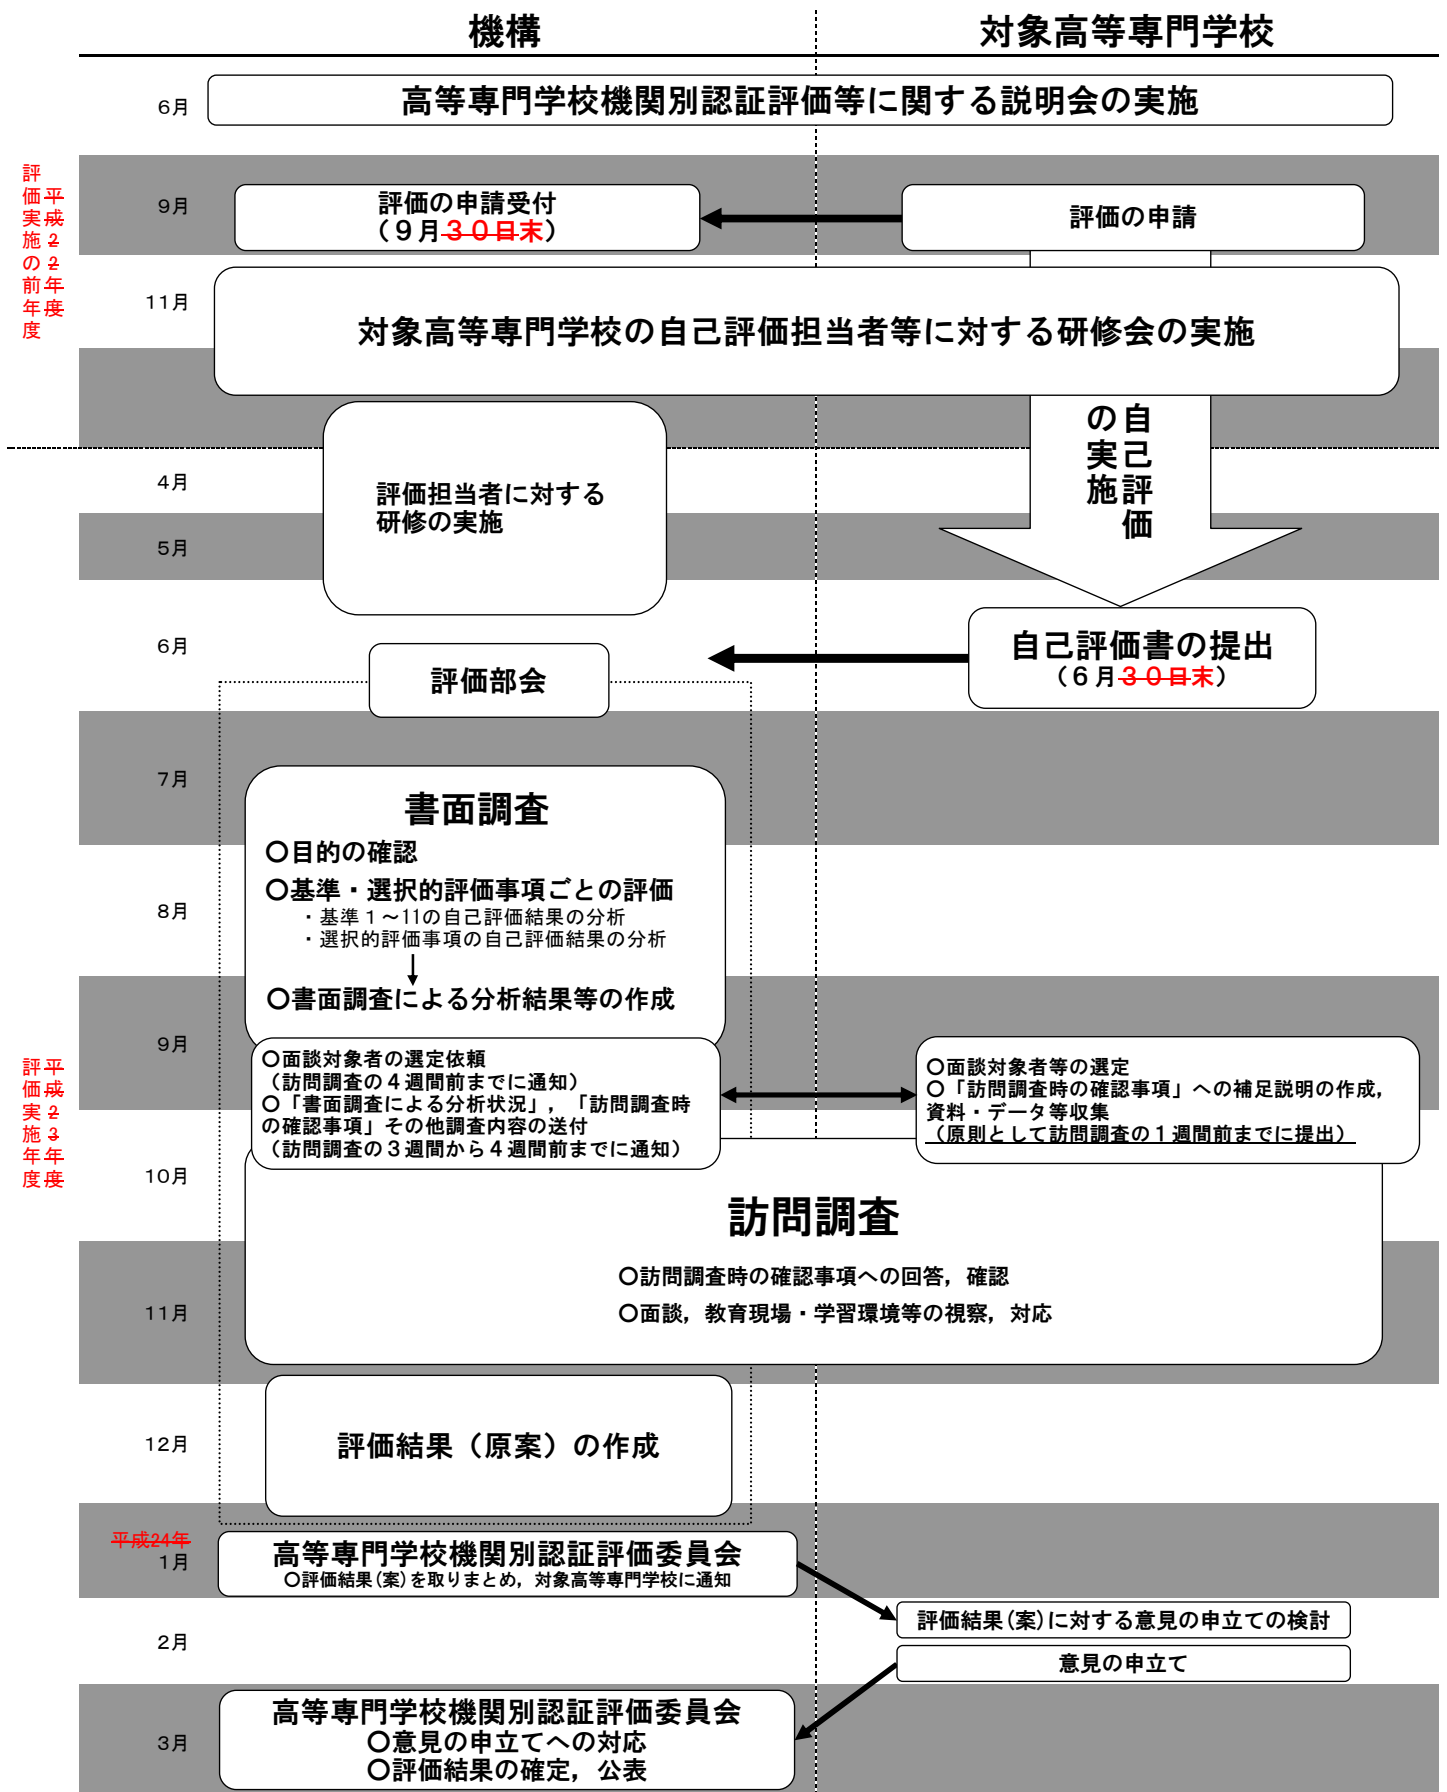 機構
対象高等専門学校
6月
高等専門学校機関別認証評価等に関する説明会の実施
平成22年度
評価実施の前年度
9月
評価の申請受付
（９月３０日末）
評価の申請
11月
対象高等専門学校の自己評価担当者等に対する研修会の実施
自己評価
の実施
4月
評価担当者に対する
研修の実施
5月
6月
自己評価書の提出
（６月３０日末）
評価部会
7月
書面調査
○目的の確認
○基準・選択的評価事項ごとの評価
・基準１～11の自己評価結果の分析
・選択的評価事項の自己評価結果の分析
8月
○書面調査による分析結果等の作成
平成23年度
評価実施年度
9月
○面談対象者の選定依頼
（訪問調査の４週間前までに通知）
○「書面調査による分析状況」，「訪問調査時
の確認事項」その他調査内容の送付
（訪問調査の３週間から４週間前までに通知）
○面談対象者等の選定
○「訪問調査時の確認事項」への補足説明の作成，
資料・データ等収集
（原則として訪問調査の１週間前までに提出）
10月
訪問調査
○訪問調査時の確認事項への回答，確認
○面談，教育現場・学習環境等の視察，対応
11月
12月
評価結果（原案）の作成
平成24年
1月
高等専門学校機関別認証評価委員会
○評価結果(案)を取りまとめ，対象高等専門学校に通知
評価結果(案)に対する意見の申立ての検討
2月
意見の申立て
3月
高等専門学校機関別認証評価委員会
○意見の申立てへの対応
○評価結果の確定，公表